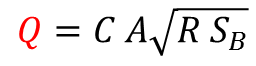 Q = C A√(R S_B)